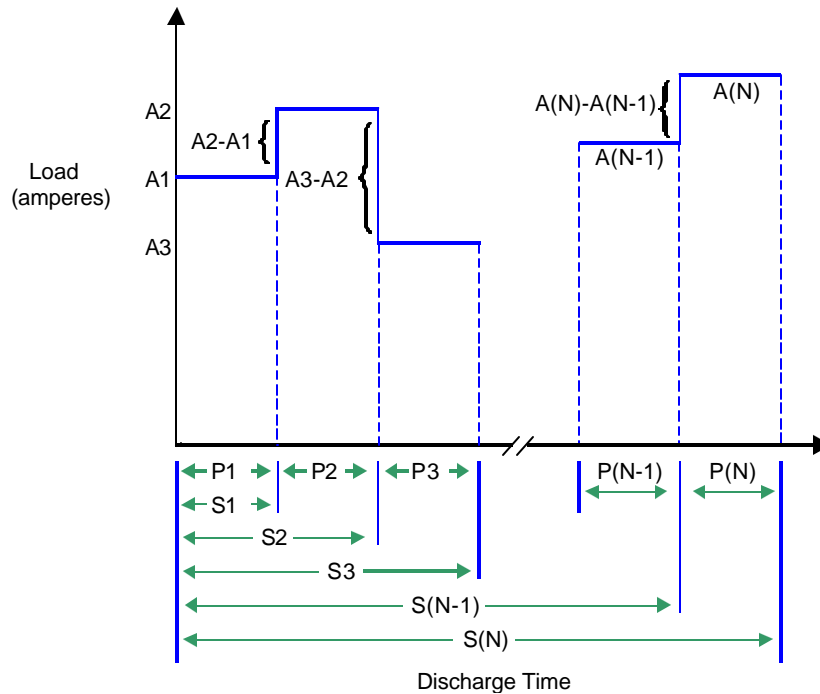 A2
A2-A1
Load
(amperes)
A1
A3-A2
A3
A(N)-A(N-1)
A(N)
A(N-1)
P1
P2
P3
P(N-1)
P(N)
S1
S2
S3
S(N-1)
S(N)
Discharge Time